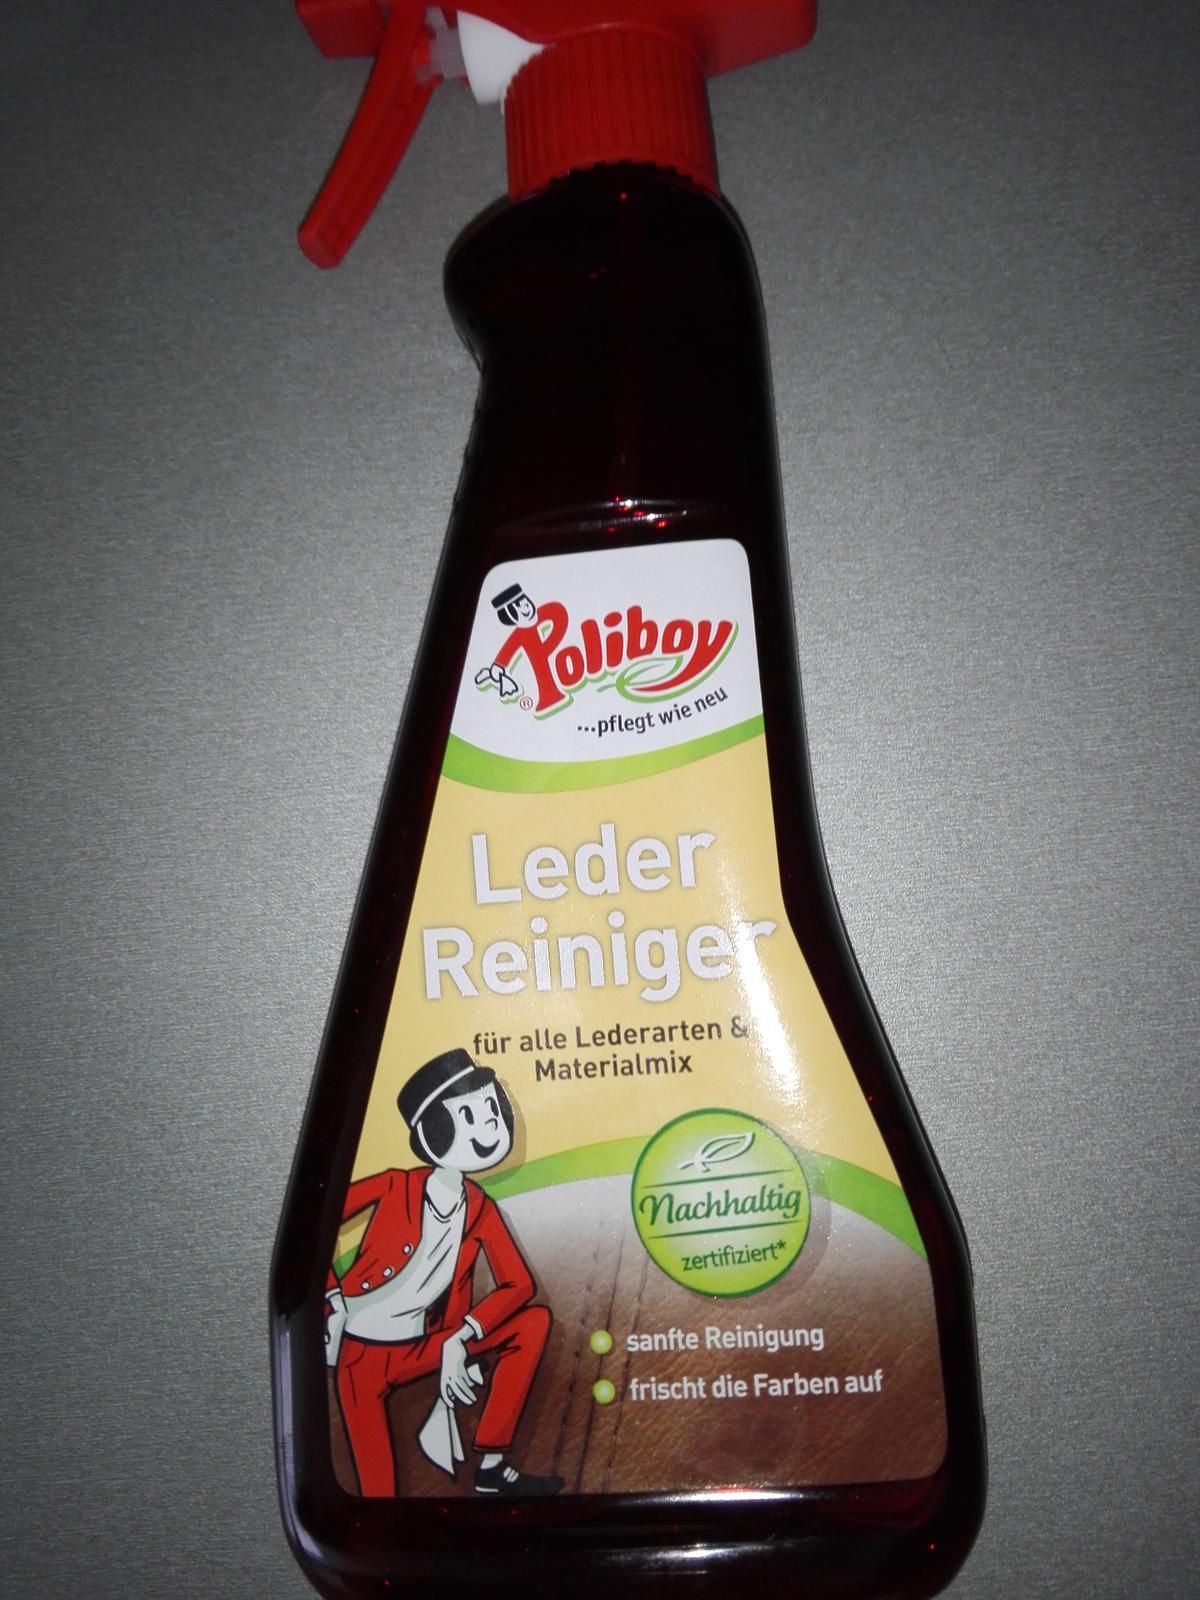 Poliboy
®
...pflegt wie neu
Leder
Reiniger
für alle Lederarten &
Materialmix
Nachhaltig
zertifiziert*
sanfte Reinigung
frischt die Farben auf